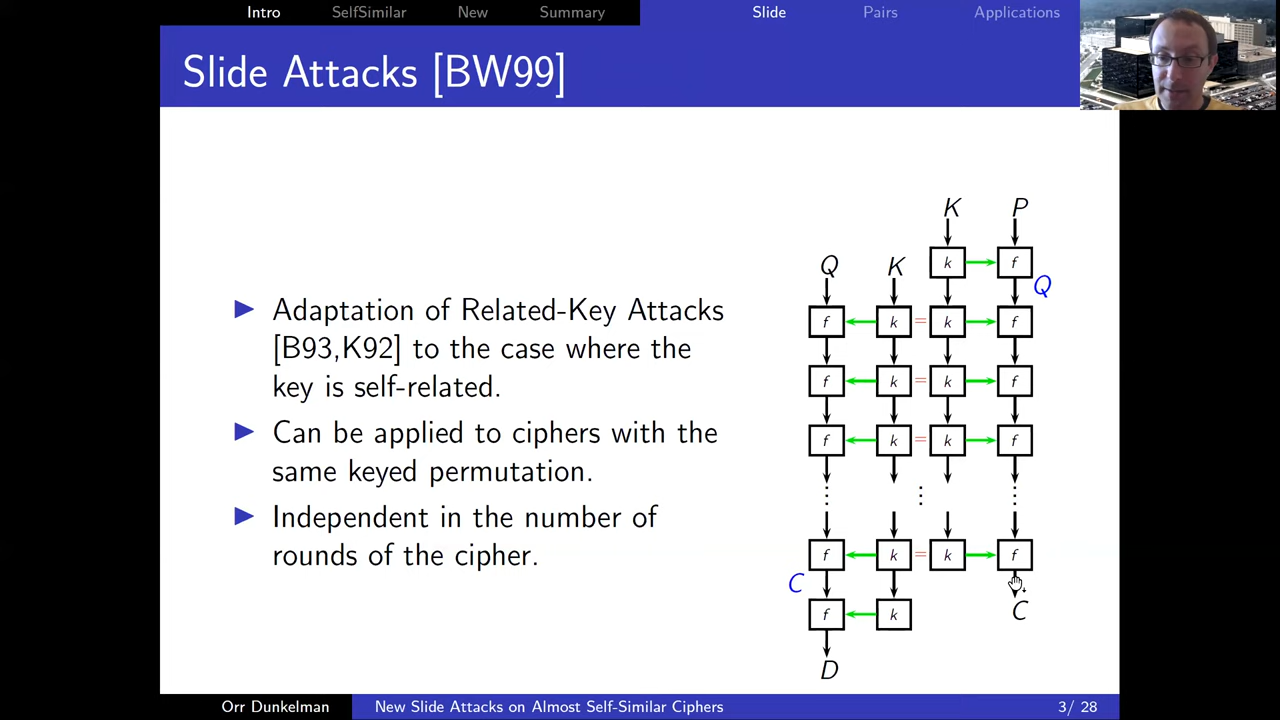 Intro SelfSimilar New Summary Slide Pairs Applications
Slide Attacks [BW99]
▶ Adaptation of Related-Key Attacks
[B93,K92] to the case where the
key is self-related.
▶ Can be applied to ciphers with the
same keyed permutation.
▶ Independent in the number of
rounds of the cipher.
K P
k f
Q K Q
f k = k f
f k = k f
f k = k f
⋮ ⋮ ⋮
f k = k f
C C
f k
D
Orr Dunkelman New Slide Attacks on Almost Self-Similar Ciphers 3/ 28